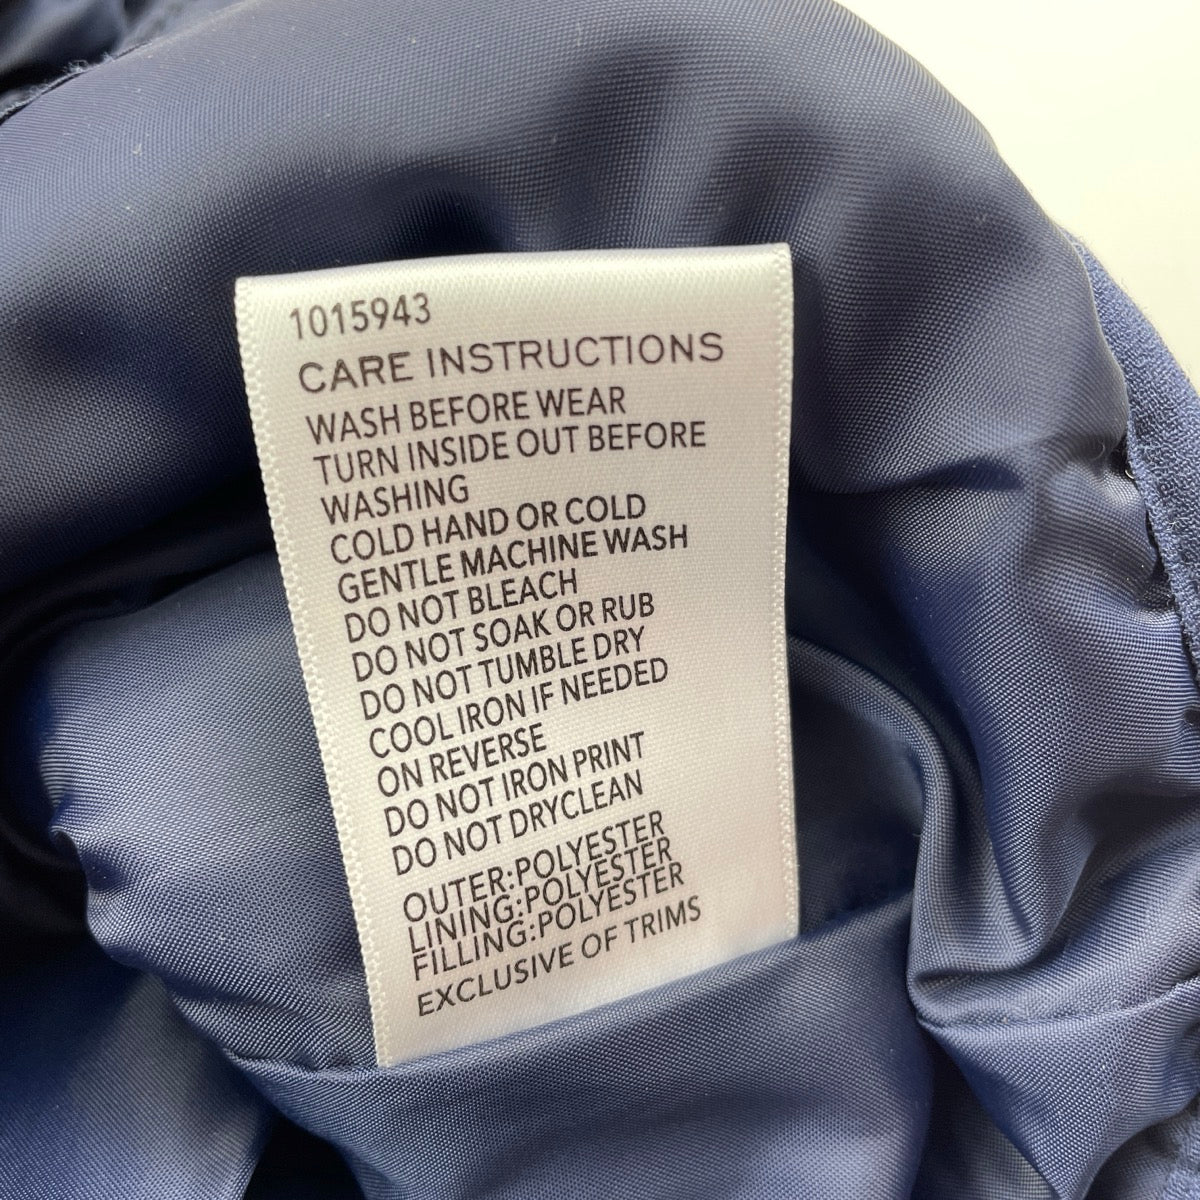 1015943
CARE INSTRUCTIONS
WASH BEFORE WEAR
TURN INSIDE OUT BEFORE
WASHING
COLD HAND OR COLD
GENTLE MACHINE WASH
DO NOT BLEACH
DO NOT SOAK OR RUB
DO NOT TUMBLE DRY
COOL IRON IF NEEDED
ON REVERSE
DO NOT IRON PRINT
DO NOT DRYCLEAN
OUTER:POLYESTER
LINING:POLYESTER
FILLING:POLYESTER
EXCLUSIVE OF TRIMS